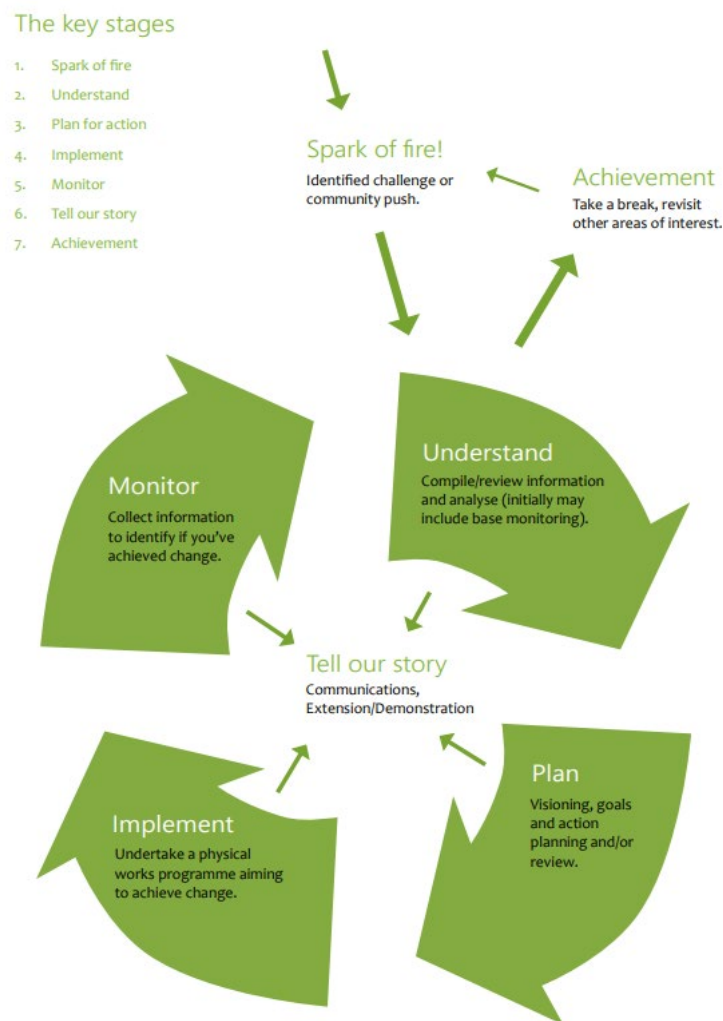 The key stages
1. Spark of fire
2. Understand
3. Plan for action
4. Implement
5. Monitor
6. Tell our story
7. Achievement
Spark of fire!
Identified challenge or
community push.
Achievement
Take a break, revisit
other areas of interest.
Understand
Compile/review information
and analyse (initially may
include base monitoring).
Monitor
Collect information
to identify if you've
achieved change.
Tell our story
Communications,
Extension/Demonstration
Plan
Visioning, goals
and action
planning and/or
review.
Implement
Undertake a physical
works programme aiming
to achieve change.